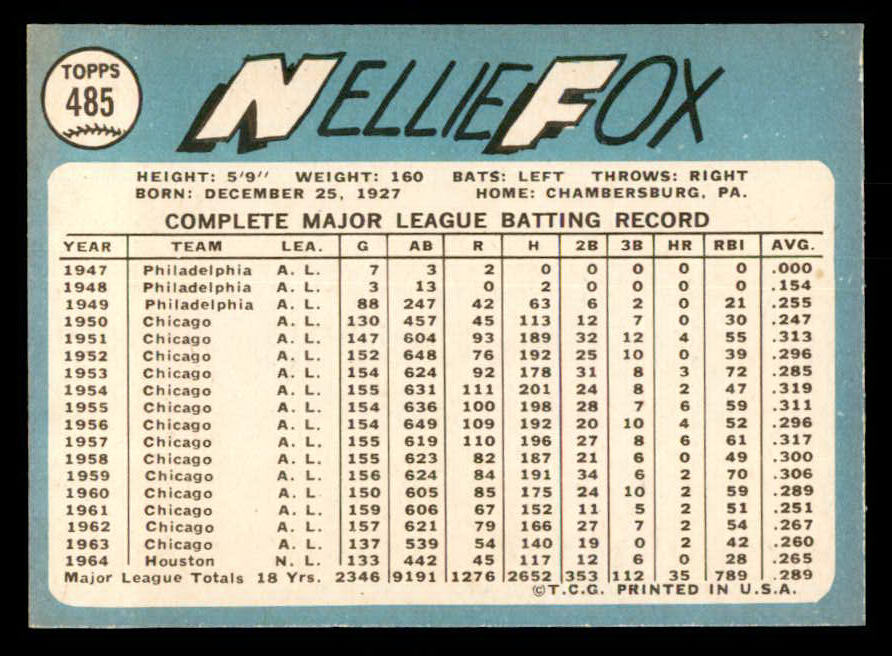 TOPPS
485
NELLIE FOX
HEIGHT: 5'9" WEIGHT: 160 BATS: LEFT THROWS: RIGHT
BORN: DECEMBER 25, 1927 HOME: CHAMBERSBURG, PA.
COMPLETE MAJOR LEAGUE BATTING RECORD
YEAR TEAM LEA. G AB R H 2B 3B HR RBI AVG.
1947 Philadelphia A. L. 7 3 2 0 0 0 0 0 .000
1948 Philadelphia A. L. 3 13 0 2 0 0 0 0 .154
1949 Philadelphia A. L. 88 247 42 63 6 2 0 21 .255
1950 Chicago A. L. 130 457 45 113 12 7 0 30 .247
1951 Chicago A. L. 147 604 93 189 32 12 4 55 .313
1952 Chicago A. L. 152 648 76 192 25 10 0 39 .296
1953 Chicago A. L. 154 624 92 178 31 8 3 72 .285
1954 Chicago A. L. 155 631 111 201 24 8 2 47 .319
1955 Chicago A. L. 154 636 100 198 28 7 6 59 .311
1956 Chicago A. L. 154 649 109 192 20 10 4 52 .296
1957 Chicago A. L. 155 619 110 196 27 8 6 61 .317
1958 Chicago A. L. 155 623 82 187 21 6 0 49 .300
1959 Chicago A. L. 156 624 84 191 34 6 2 70 .306
1960 Chicago A. L. 150 605 85 175 24 10 2 59 .289
1961 Chicago A. L. 159 606 67 152 11 5 2 51 .251
1962 Chicago A. L. 157 621 79 166 27 7 2 54 .267
1963 Chicago A. L. 137 539 54 140 19 0 2 42 .260
1964 Houston N. L. 133 442 45 117 12 6 0 28 .265
Major League Totals 18 Yrs. 2346 9191 1276 2652 353 112 35 789 .289
©T.C.G. PRINTED IN U.S.A.